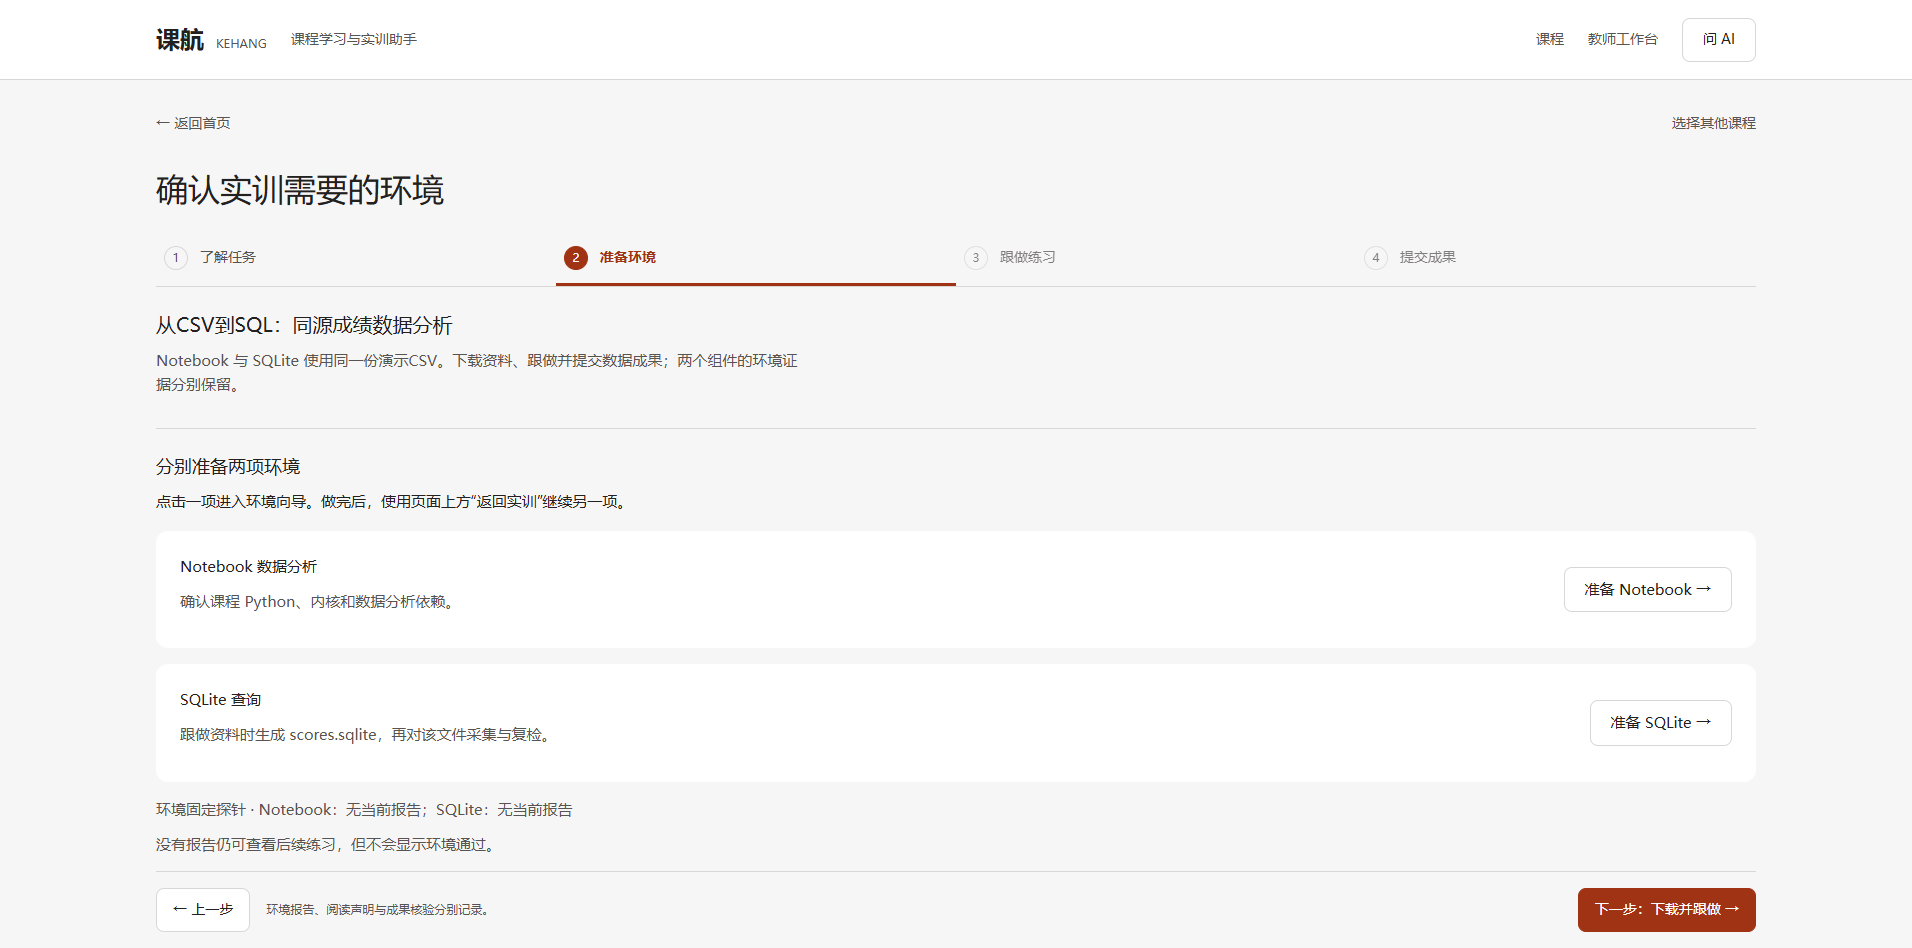 课航 KEHANG 课程学习与实训助手 课程 教师工作台 问 AI
← 返回首页 选择其他课程
确认实训需要的环境
1 了解任务 2 准备环境 3 跟做练习 4 提交成果
从CSV到SQL：同源成绩数据分析
Notebook 与 SQLite 使用同一份演示CSV。下载资料、跟做并提交数据成果；两个组件的环境证
据分别保留。
分别准备两项环境
点击一项进入环境向导。做完后，使用页面上方“返回实训”继续另一项。
Notebook 数据分析
确认课程 Python、内核和数据分析依赖。
准备 Notebook →
SQLite 查询
跟做资料时生成 scores.sqlite，再对该文件采集与复检。
准备 SQLite →
环境固定探针 · Notebook：无当前报告；SQLite：无当前报告
没有报告仍可查看后续练习，但不会显示环境通过。
← 上一步 环境报告、阅读声明与成果核验分别记录。 下一步：下载并跟做 →